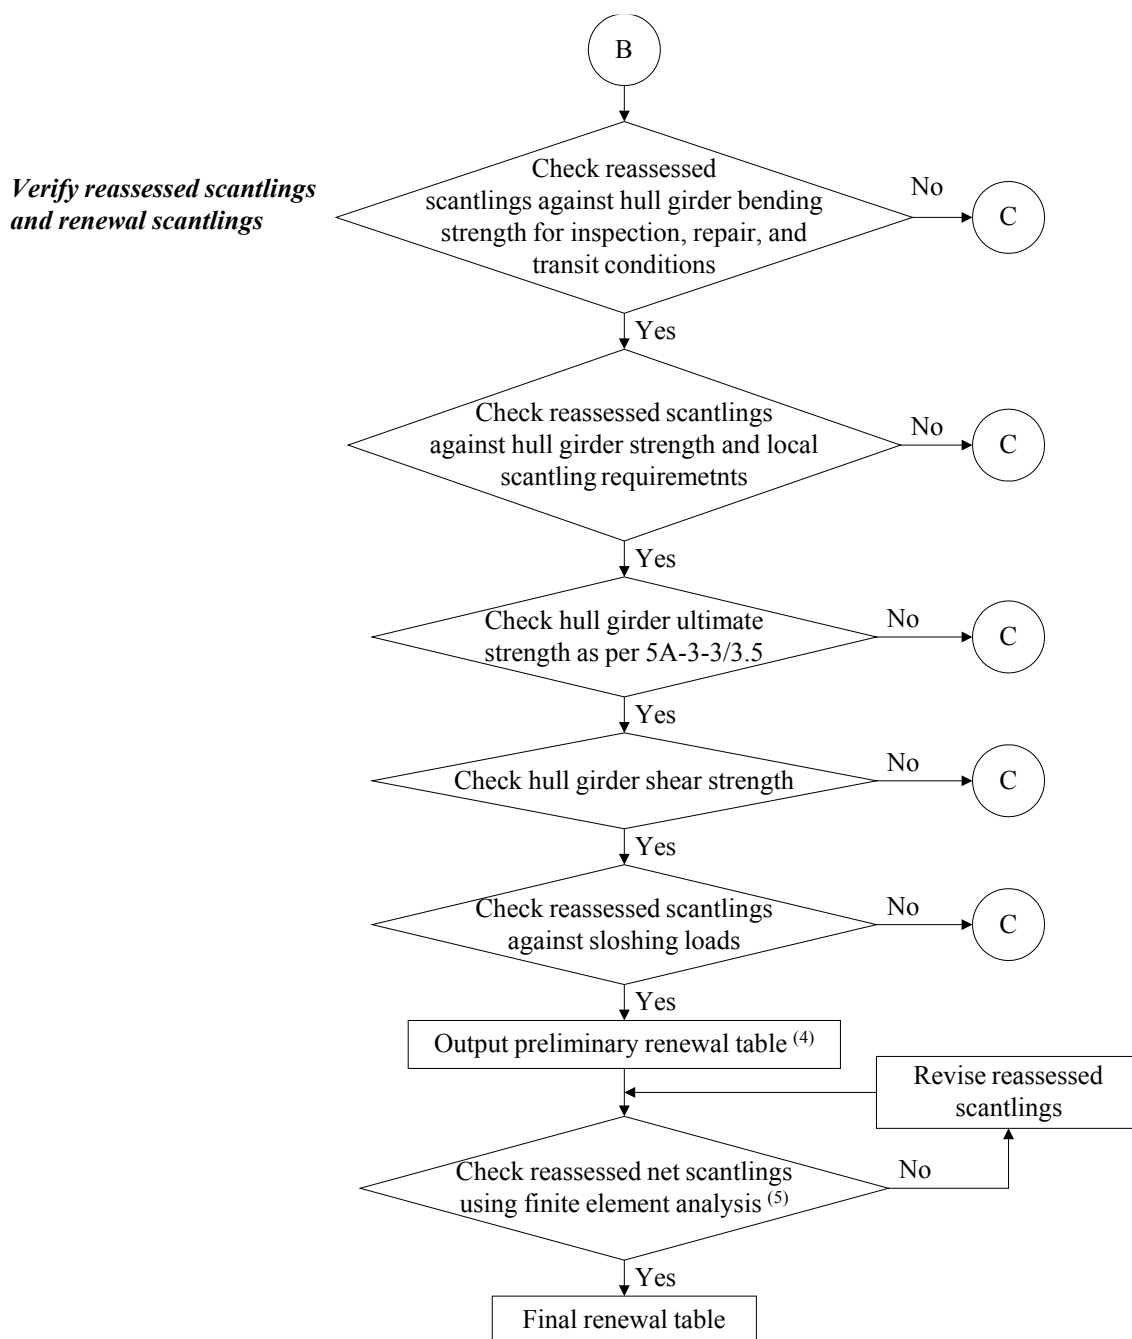 B
Verify reassessed scantlings
and renewal scantlings
Check reassessed
scantlings against hull girder bending
strength for inspection, repair, and
transit conditions
No
C
Yes
Check reassessed scantlings
against hull girder strength and local
scantling requiremetnts
No
C
Yes
Check hull girder ultimate
strength as per 5A-3-3/3.5
No
C
Yes
Check hull girder shear strength
No
C
Yes
Check reassessed scantlings
against sloshing loads
No
C
Yes
Output preliminary renewal table (4)
Revise reassessed
scantlings
Check reassessed net scantlings
using finite element analysis (5)
No
Yes
Final renewal table